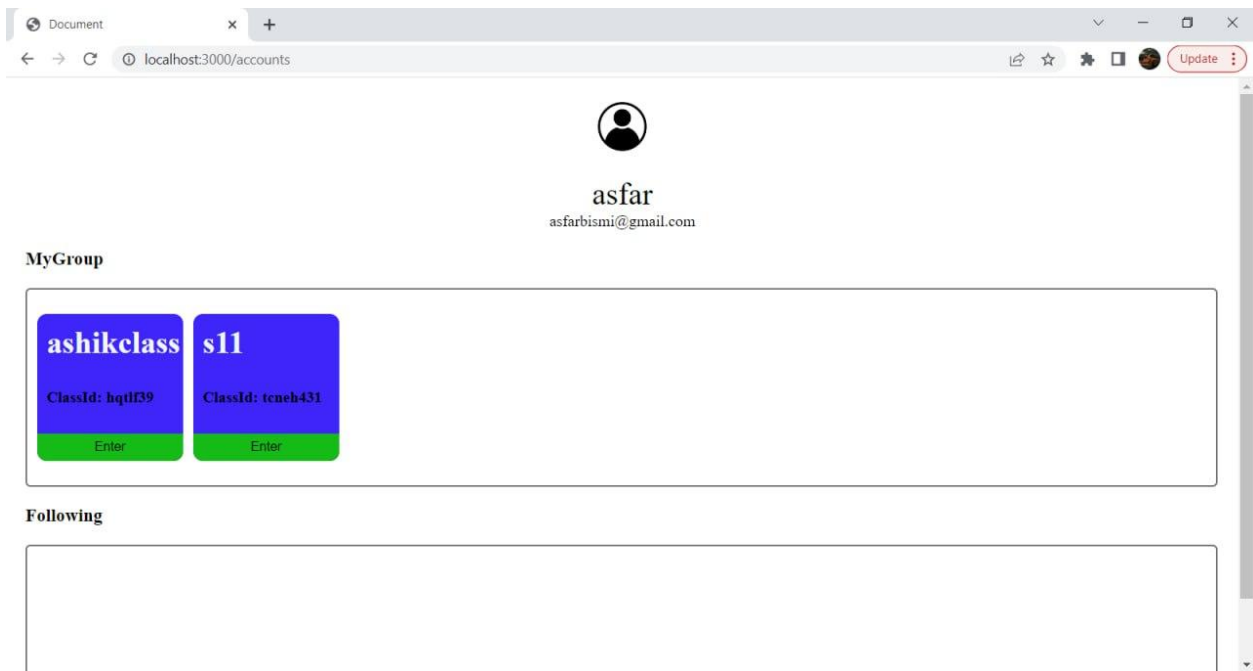 Document
localhost:3000/accounts
Update
asfar
asfarbismi@gmail.com
MyGroup
ashikclass s11
ClassId: hqtlf39 ClassId: tcneh431
Enter Enter
Following